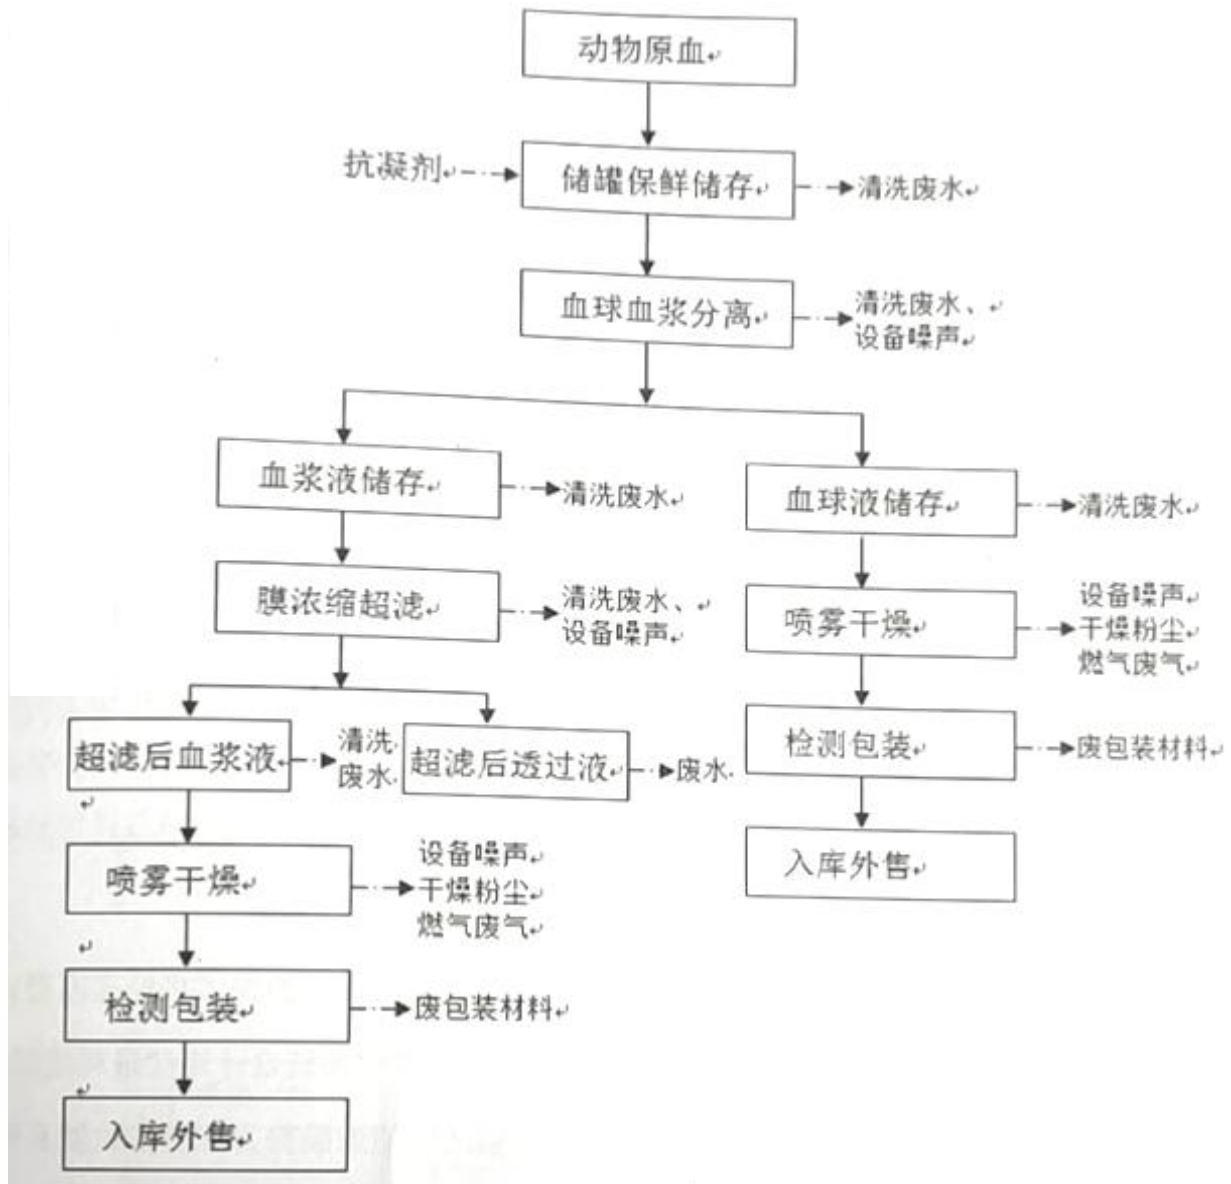 动物原血
抗凝剂
储罐保鲜储存
清洗废水
血球血浆分离
清洗废水、
设备噪声
血浆液储存
清洗废水
血球液储存
清洗废水
膜浓缩超滤
清洗废水、
设备噪声
喷雾干燥
设备噪声
干燥粉尘
燃气废气
超滤后血浆液
清洗
废水
超滤后透过液
废水
检测包装
废包装材料
喷雾干燥
设备噪声
干燥粉尘
燃气废气
入库外售
检测包装
废包装材料
入库外售